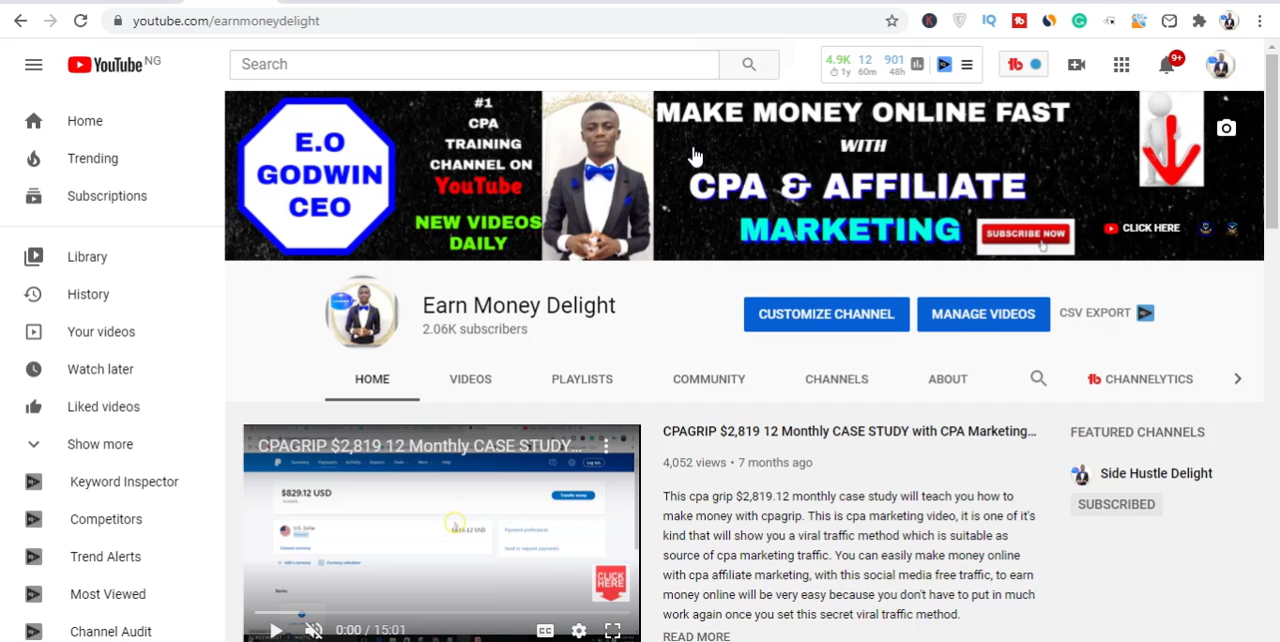 youtube.com/earnmoneydelight
YouTube NG
Search
4.9K 12 901
1y 60m 48h
9+
Home
Trending
Subscriptions
Library
History
Your videos
Watch later
Liked videos
Show more
Keyword Inspector
Competitors
Trend Alerts
Most Viewed
Channel Audit
E.O
GODWIN
CEO
#1
CPA
TRAINING
CHANNEL ON
YouTube
NEW VIDEOS
DAILY
MAKE MONEY ONLINE FAST
WITH
CPA & AFFILIATE
MARKETING
SUBSCRIBE NOW
CLICK HERE
Earn Money Delight
2.06K subscribers
CUSTOMIZE CHANNEL
MANAGE VIDEOS
CSV EXPORT
HOME VIDEOS PLAYLISTS COMMUNITY CHANNELS ABOUT CHANNELYTICS
CPAGRIP $2,819 12 Monthly CASE STUDY...
$829.12 USD
CLICK
HERE
0:00 / 15:01
CPAGRIP $2,819 12 Monthly CASE STUDY with CPA Marketing...
4,052 views • 7 months ago
This cpa grip $2,819.12 monthly case study will teach you how to
make money with cpagrip. This is cpa marketing video, it is one of it's
kind that will show you a viral traffic method which is suitable as
source of cpa marketing traffic. You can easily make money online
with cpa affiliate marketing, with this social media free traffic, to earn
money online will be very easy because you don't have to put in much
work again once you set this secret viral traffic method.
READ MORE
FEATURED CHANNELS
Side Hustle Delight
SUBSCRIBED